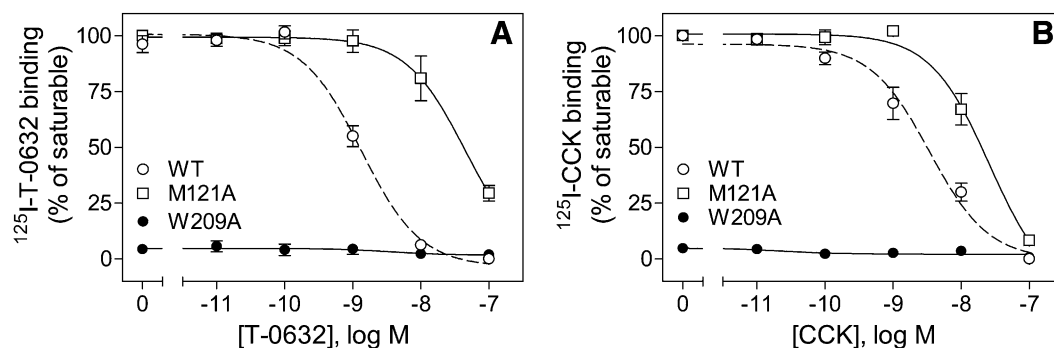 A
¹²⁵I-T-0632 binding
(% of saturable)
100
75
50
25
0
WT
M121A
W209A
0 -11 -10 -9 -8 -7
[T-0632], log M
B
¹²⁵I-CCK binding
(% of saturable)
100
75
50
25
0
WT
M121A
W209A
0 -11 -10 -9 -8 -7
[CCK], log M